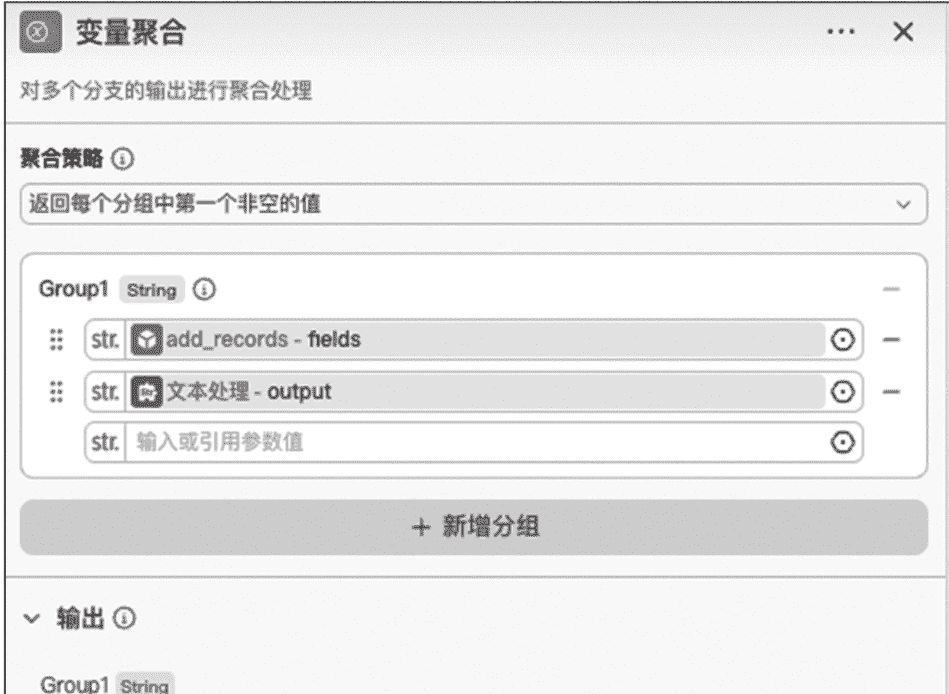 变量聚合
对多个分支的输出进行聚合处理
聚合策略
返回每个分组中第一个非空的值
Group1 String
str. add_records - fields
str. Str 文本处理 - output
str. 输入或引用参数值
+ 新增分组
输出
Group1 String